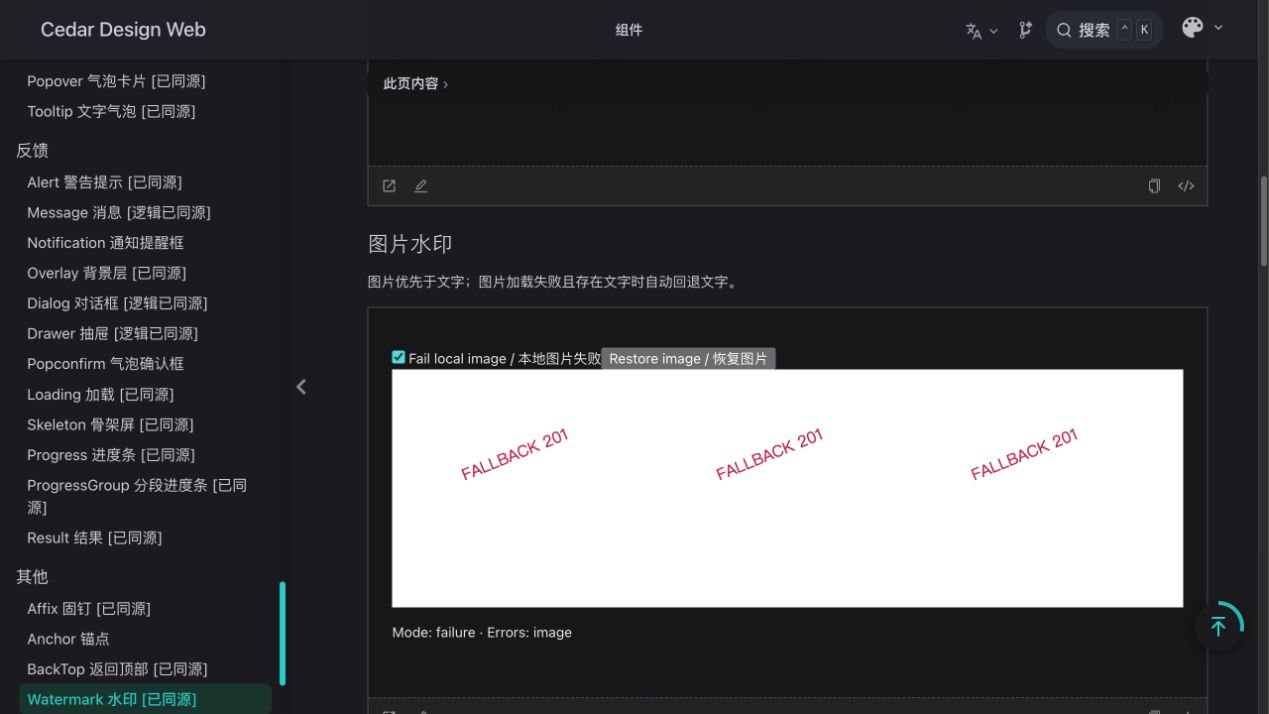 Cedar Design Web
组件
搜索 ^ K
Popover 气泡卡片 [已同源]
Tooltip 文字气泡 [已同源]
反馈
Alert 警告提示 [已同源]
Message 消息 [逻辑已同源]
Notification 通知提醒框
Overlay 背景层 [已同源]
Dialog 对话框 [逻辑已同源]
Drawer 抽屉 [逻辑已同源]
Popconfirm 气泡确认框
Loading 加载 [已同源]
Skeleton 骨架屏 [已同源]
Progress 进度条 [已同源]
ProgressGroup 分段进度条 [已同
源]
Result 结果 [已同源]
其他
Affix 固钉 [已同源]
Anchor 锚点
BackTop 返回顶部 [已同源]
Watermark 水印 [已同源]
此页内容 ›
图片水印
图片优先于文字；图片加载失败且存在文字时自动回退文字。
Fail local image / 本地图片失败 Restore image / 恢复图片
FALLBACK 201 FALLBACK 201 FALLBACK 201
Mode: failure · Errors: image